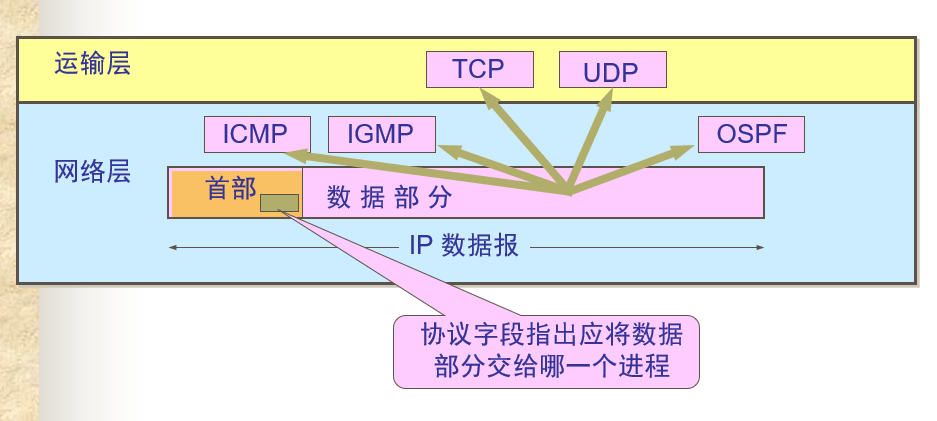 运输层
TCP
UDP
ICMP
IGMP
OSPF
网络层
首部
数据部分
IP 数据报
协议字段指出应将数据
部分交给哪一个进程